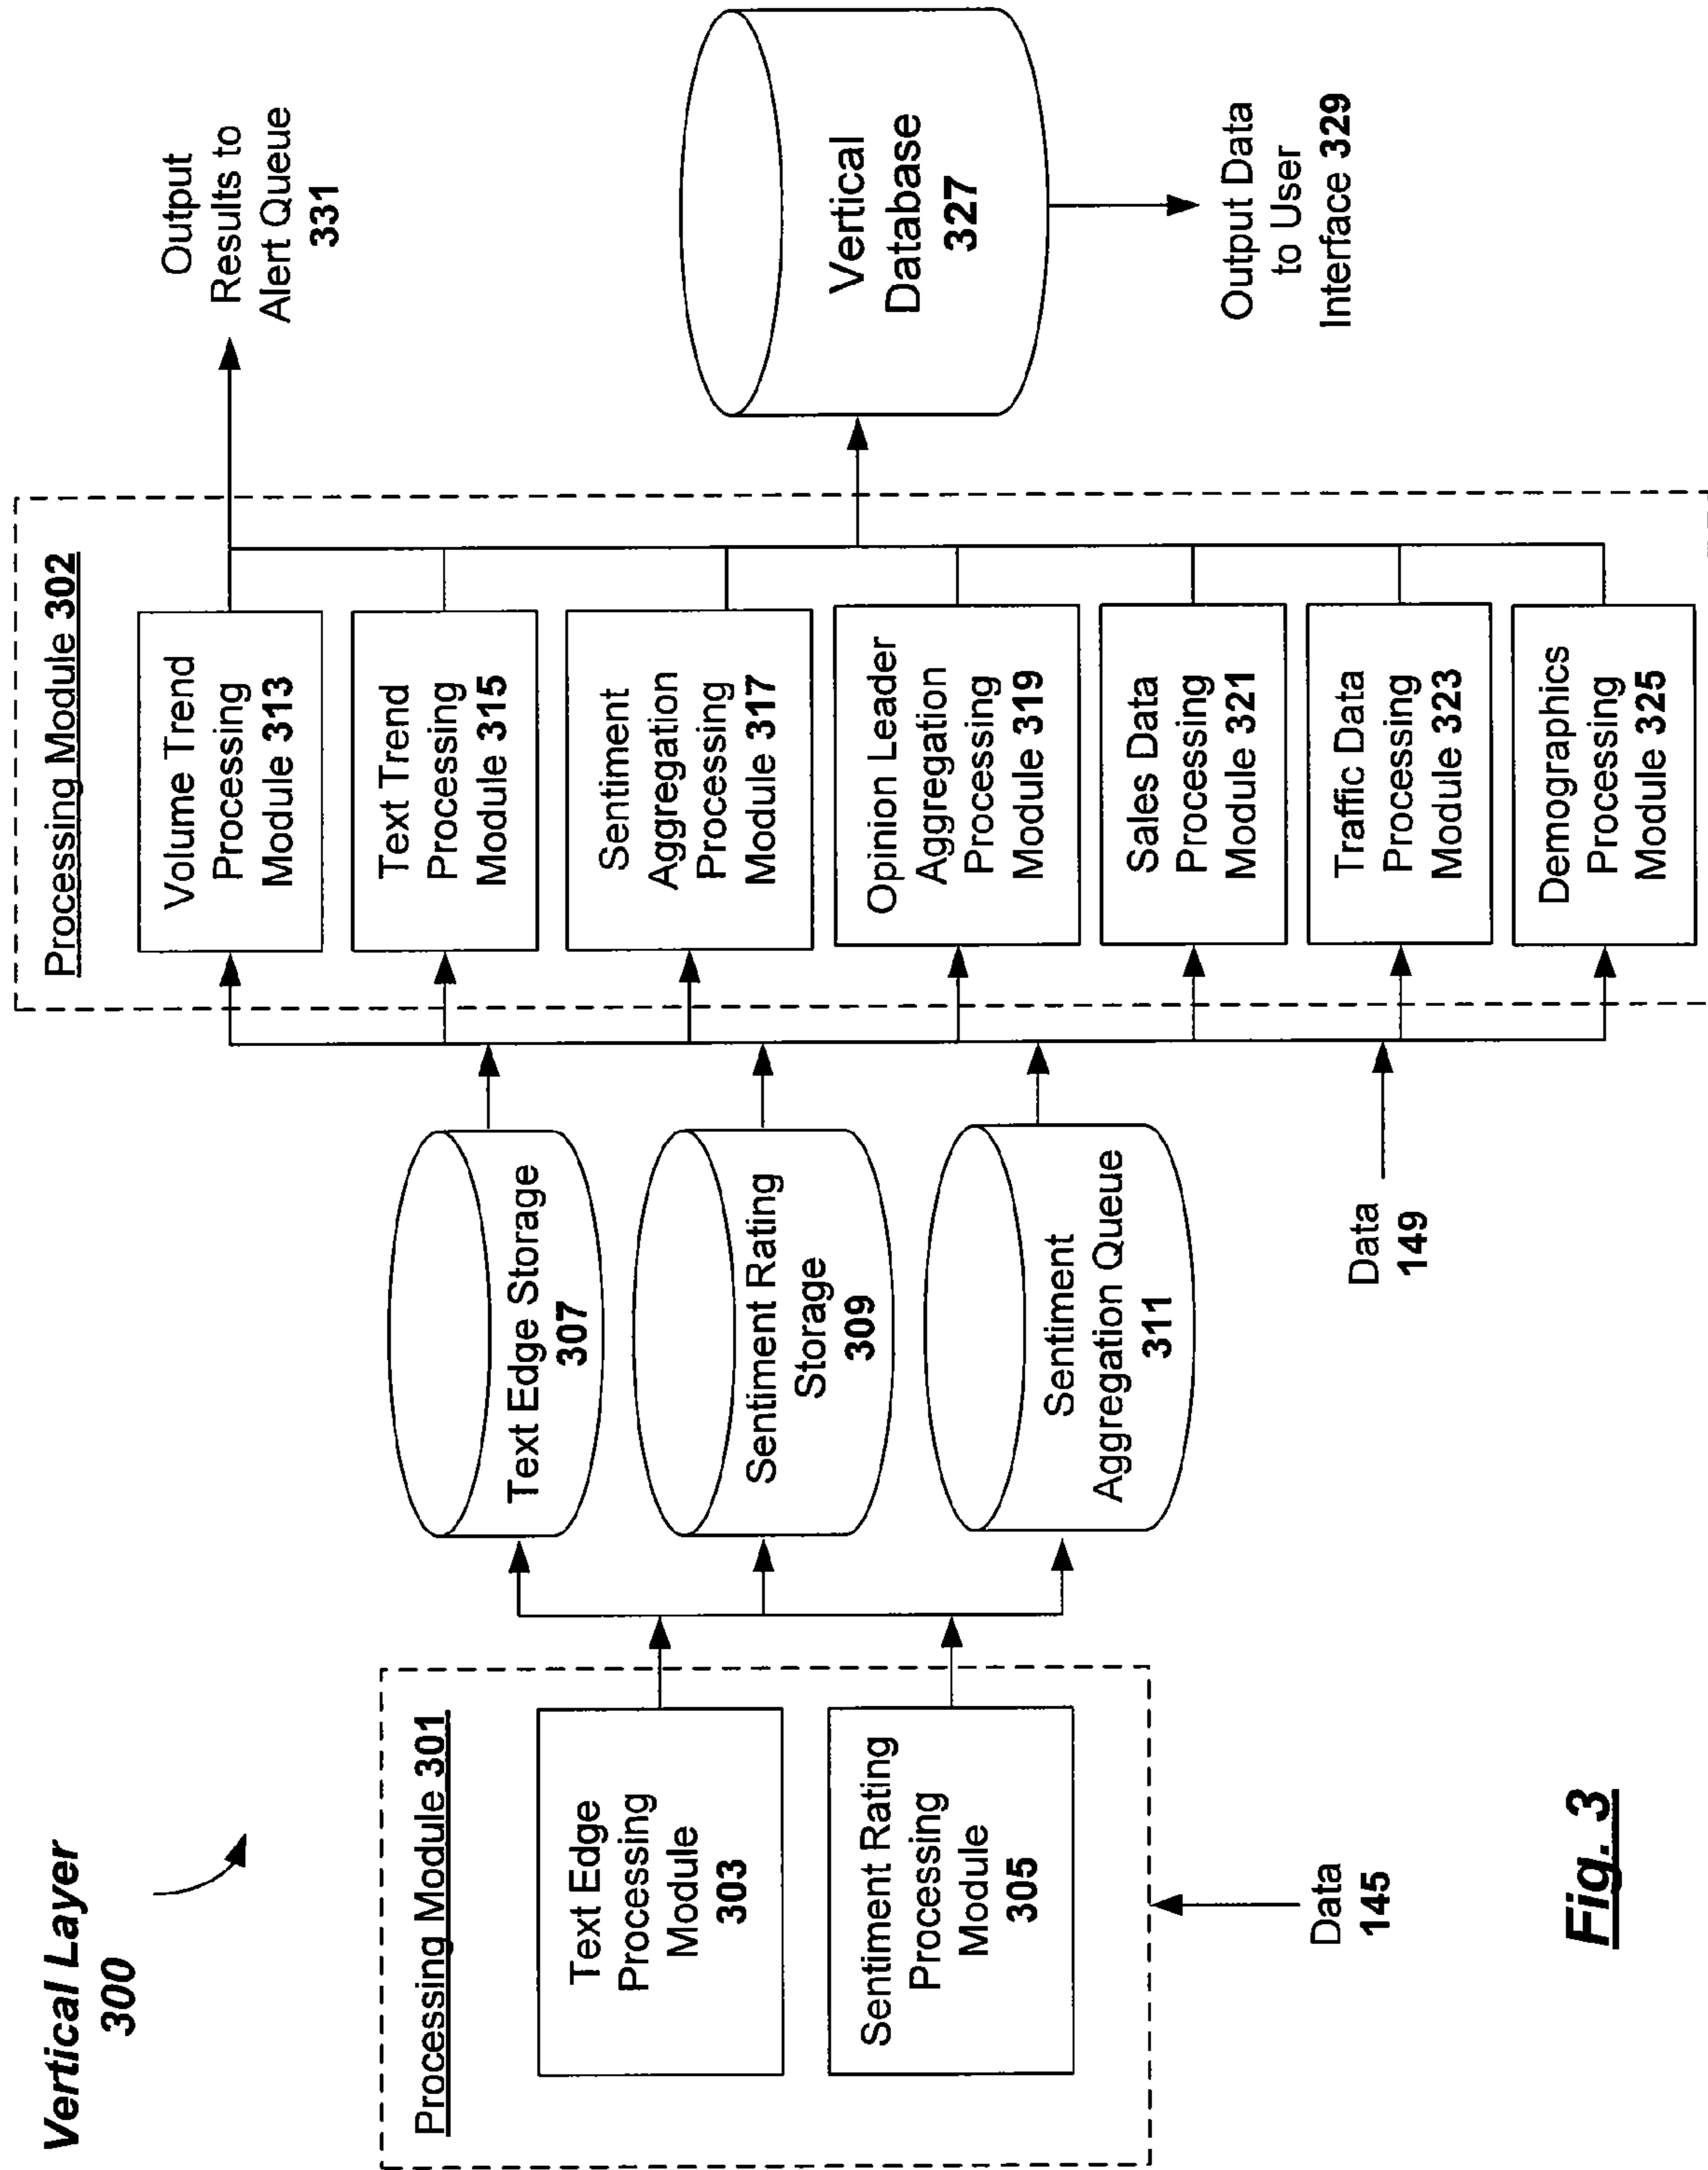 Vertical Layer
300
Processing Module 301
Text Edge
Processing
Module
303
Sentiment Rating
Processing
Module
305
Data
145
Text Edge Storage
307
Sentiment Rating
Storage
309
Sentiment
Aggregation Queue
311
Data
149
Processing Module 302
Volume Trend
Processing
Module 313
Text Trend
Processing
Module 315
Sentiment
Aggregation
Processing
Module 317
Opinion Leader
Aggregation
Processing
Module 319
Sales Data
Processing
Module 321
Traffic Data
Processing
Module 323
Demographics
Processing
Module 325
Output
Results to
Alert Queue
331
Vertical
Database
327
Output Data
to User
Interface 329
Fig. 3